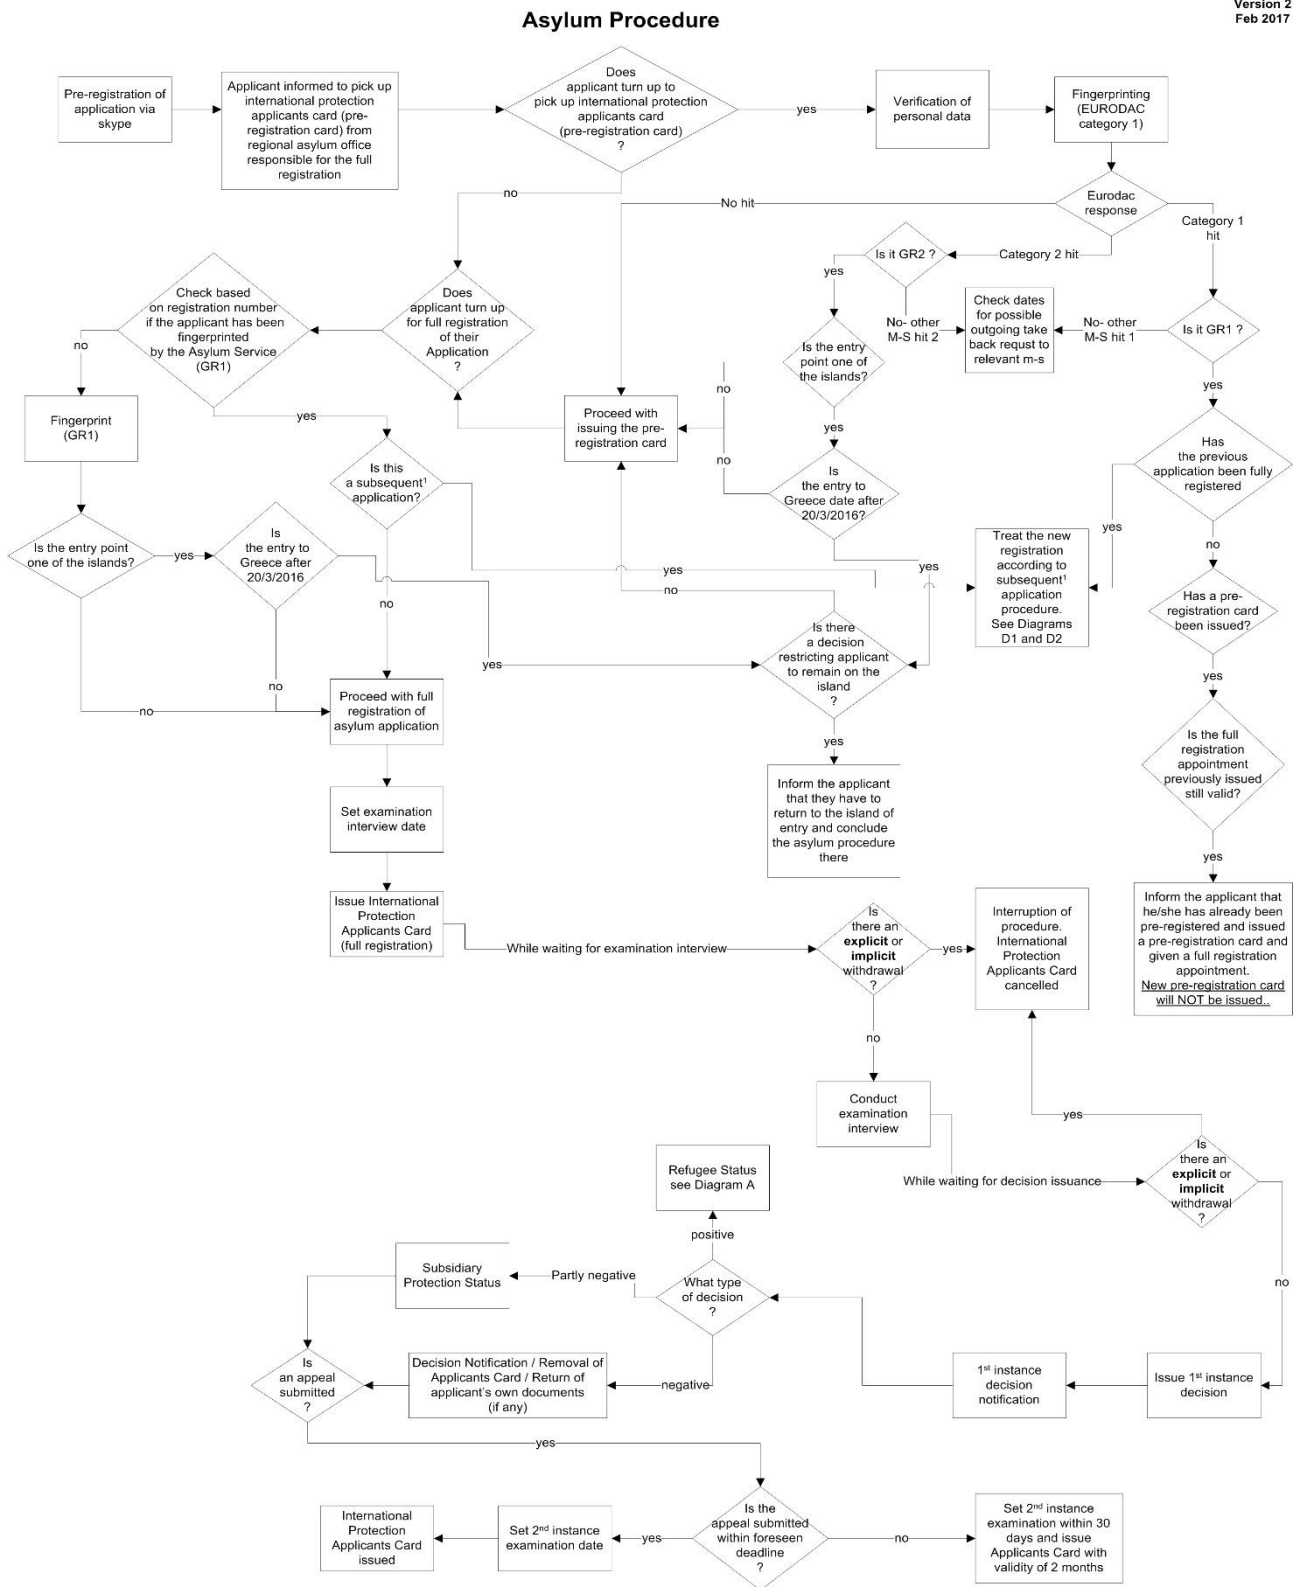 Version 2
Feb 2017
Asylum Procedure
Pre-registration of
application via
skype
Applicant informed to pick up
international protection
applicants card (pre-
registration card) from
regional asylum office
responsible for the full
registration
Does
applicant turn up to
pick up international protection
applicants card
(pre-registration card)
?
yes
Verification of
personal data
Fingerprinting
(EURODAC
category 1)
no
No hit
Eurodac
response
Category 1
hit
Is it GR2 ?
Category 2 hit
yes
Check based
on registration number
if the applicant has been
fingerprinted
by the Asylum Service
(GR1)
Does
applicant turn up
for full registration
of their
Application
?
No- other
M-S hit 2
Check dates
for possible
outgoing take
back requst to
relevant m-s
No- other
M-S hit 1
Is it GR1 ?
no
Is the entry
point one of
the islands?
yes
no
Fingerprint
(GR1)
yes
Proceed with
issuing the pre-
registration card
yes
no
Has
the previous
application been fully
registered
Is this
a subsequent¹
application?
Is
the entry to
Greece date after
20/3/2016?
yes
Is the entry point
one of the islands?
yes
Is
the entry to
Greece after
20/3/2016
Treat the new
registration
according to
subsequent¹
application
procedure.
See Diagrams
D1 and D2
no
yes
yes
no
no
Has a pre-
registration card
been issued?
Is there
a decision
restricting applicant
to remain on the
island
?
yes
yes
no
no
Proceed with full
registration of
asylum application
yes
Is the full
registration
appointment
previously issued
still valid?
Set examination
interview date
Inform the applicant
that they have to
return to the island of
entry and conclude
the asylum procedure
there
yes
Issue International
Protection
Applicants Card
(full registration)
While waiting for examination interview
Is
there an
explicit or
implicit
withdrawal
?
yes
Interruption of
procedure.
International
Protection
Applicants Card
cancelled
Inform the applicant that
he/she has already been
pre-registered and issued
a pre-registration card and
given a full registration
appointment.
New pre-registration card
will NOT be issued..
no
Conduct
examination
interview
yes
While waiting for decision issuance
Is
there an
explicit or
implicit
withdrawal
?
Refugee Status
see Diagram A
positive
Subsidiary
Protection Status
Partly negative
What type
of decision
?
no
Is
an appeal
submitted
?
Decision Notification / Removal of
Applicants Card / Return of
applicant's own documents
(if any)
negative
1st instance
decision
notification
Issue 1st instance
decision
yes
International
Protection
Applicants Card
issued
Set 2nd instance
examination date
yes
Is the
appeal submitted
within foreseen
deadline
?
no
Set 2nd instance
examination within 30
days and issue
Applicants Card with
validity of 2 months